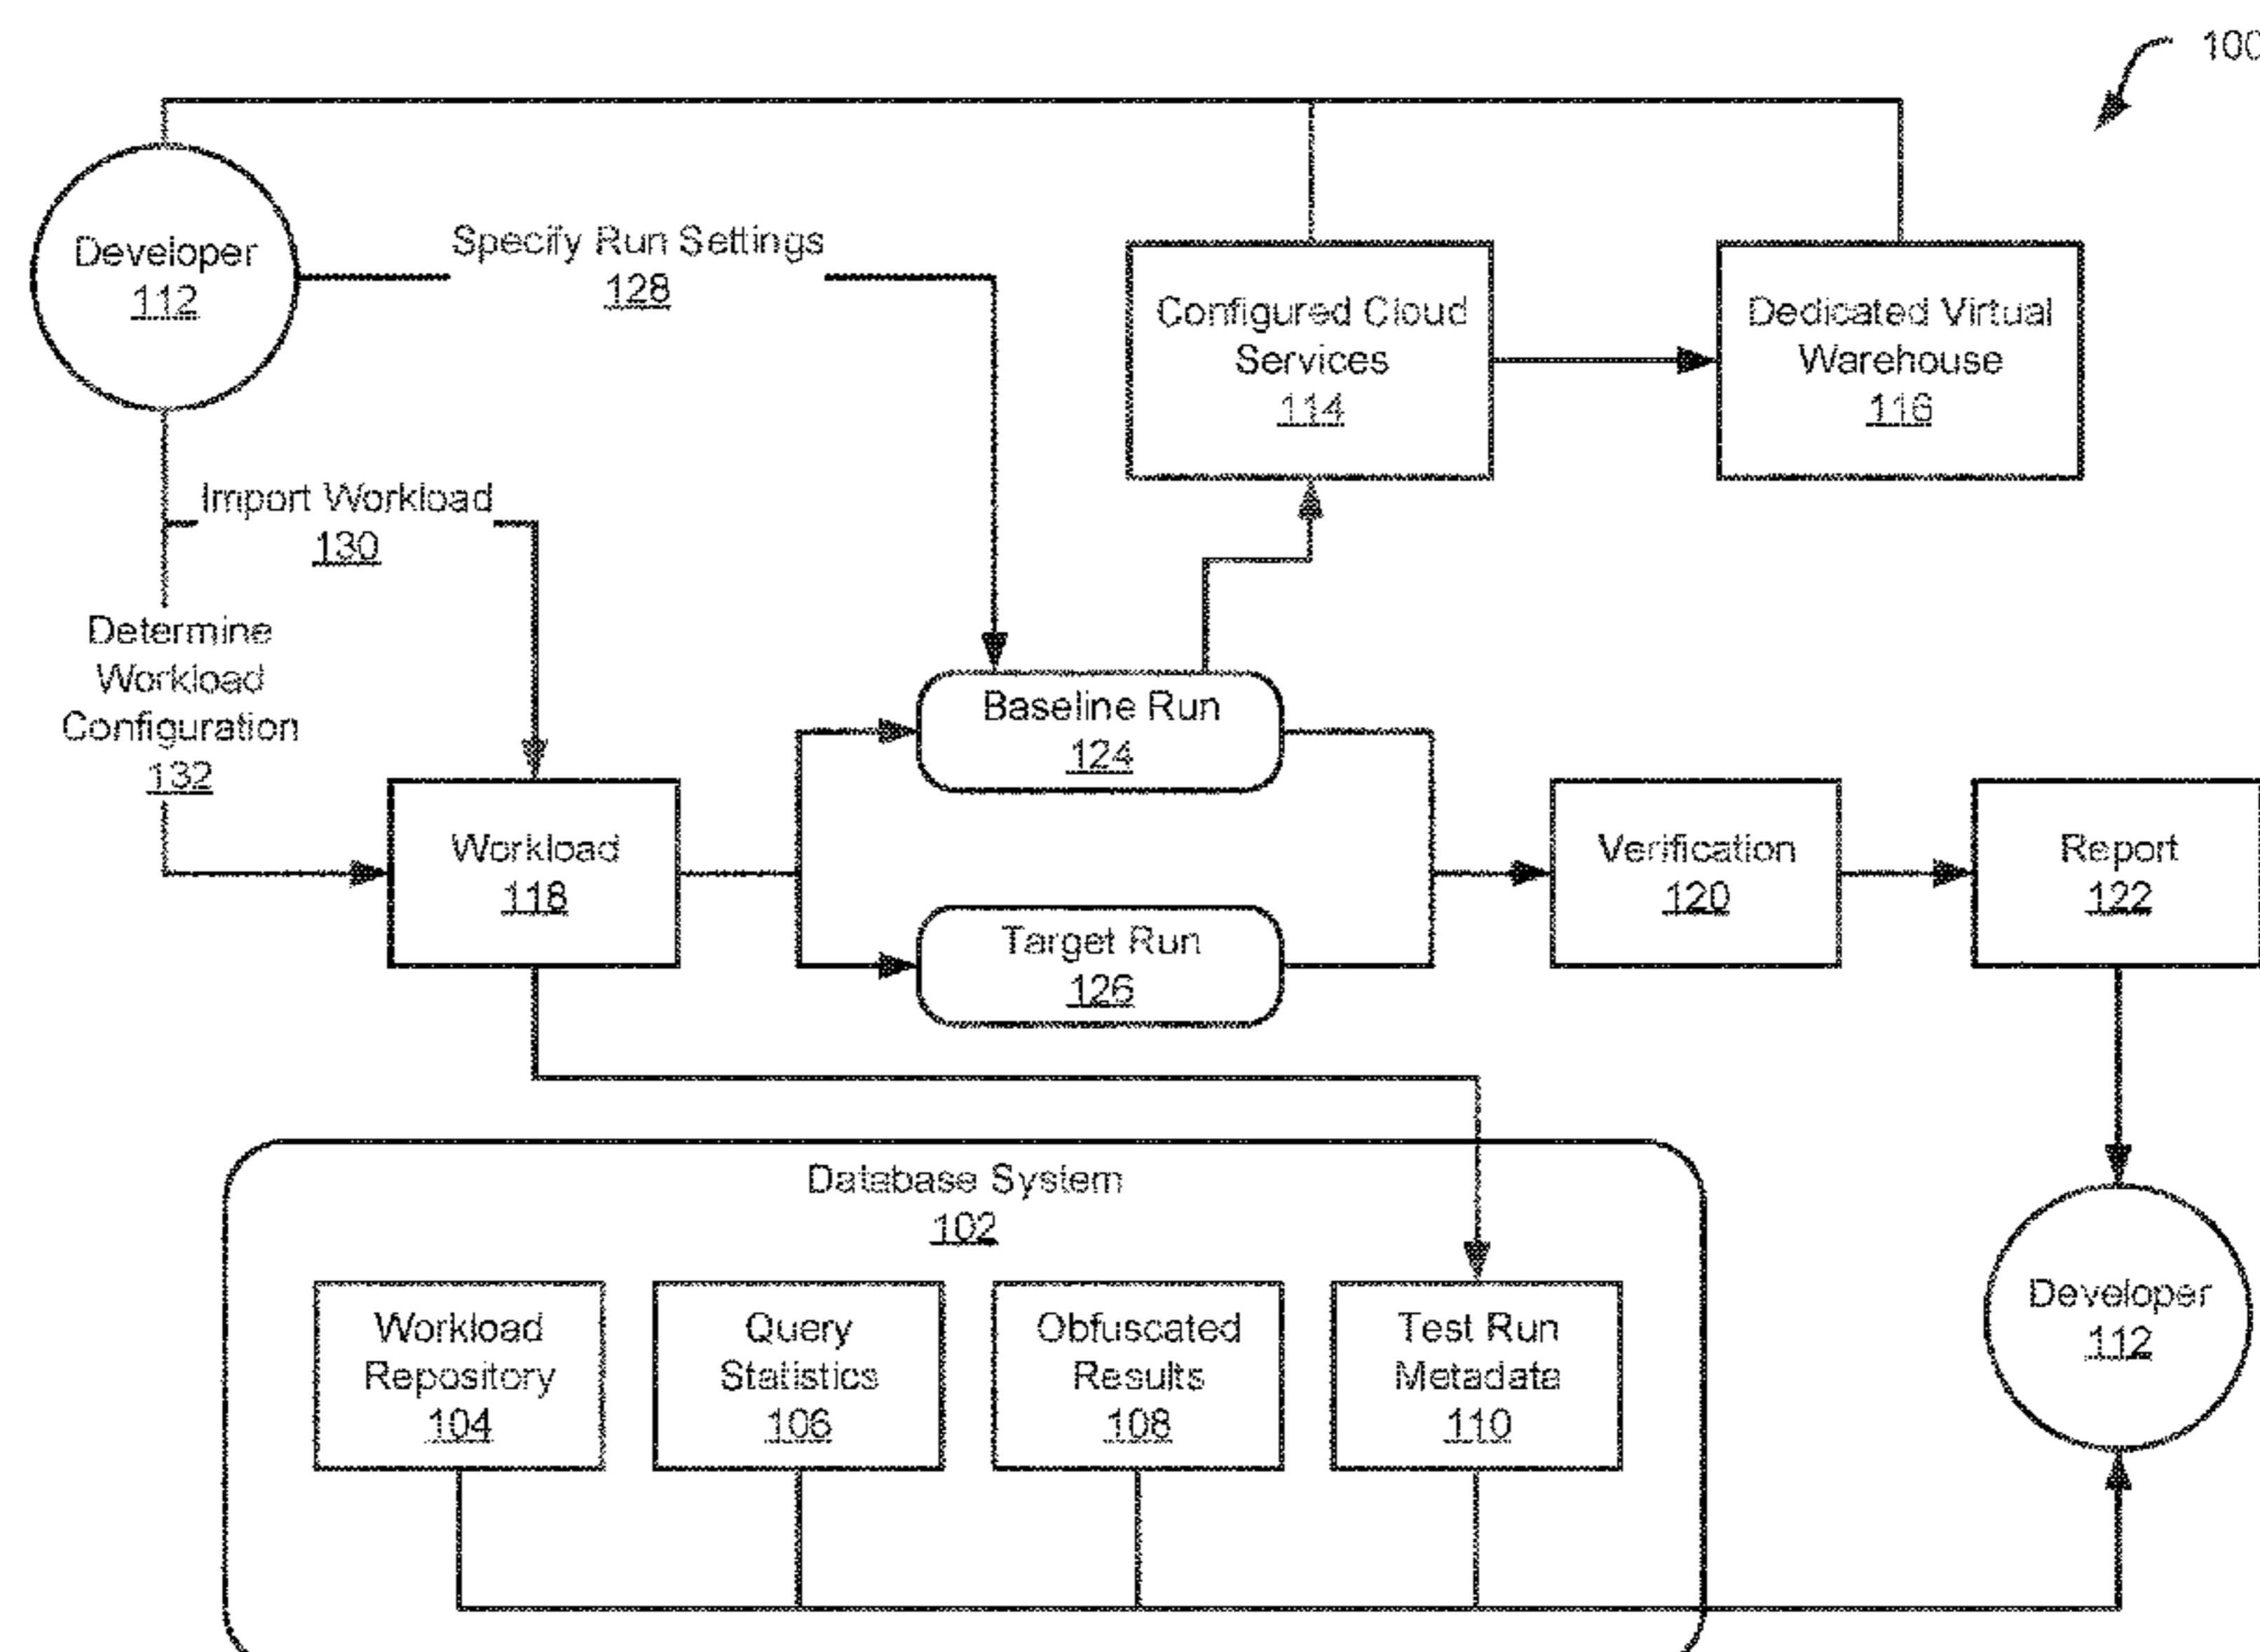 100
Developer
112
Specify Run Settings
128
Configured Cloud
Services
114
Dedicated Virtual
Warehouse
116
Import Workload
130
Determine
Workload
Configuration
132
Baseline Run
124
Workload
118
Verification
120
Report
122
Target Run
126
Database System
102
Workload
Repository
104
Query
Statistics
106
Obfuscated
Results
108
Test Run
Metadate
110
Developer
112